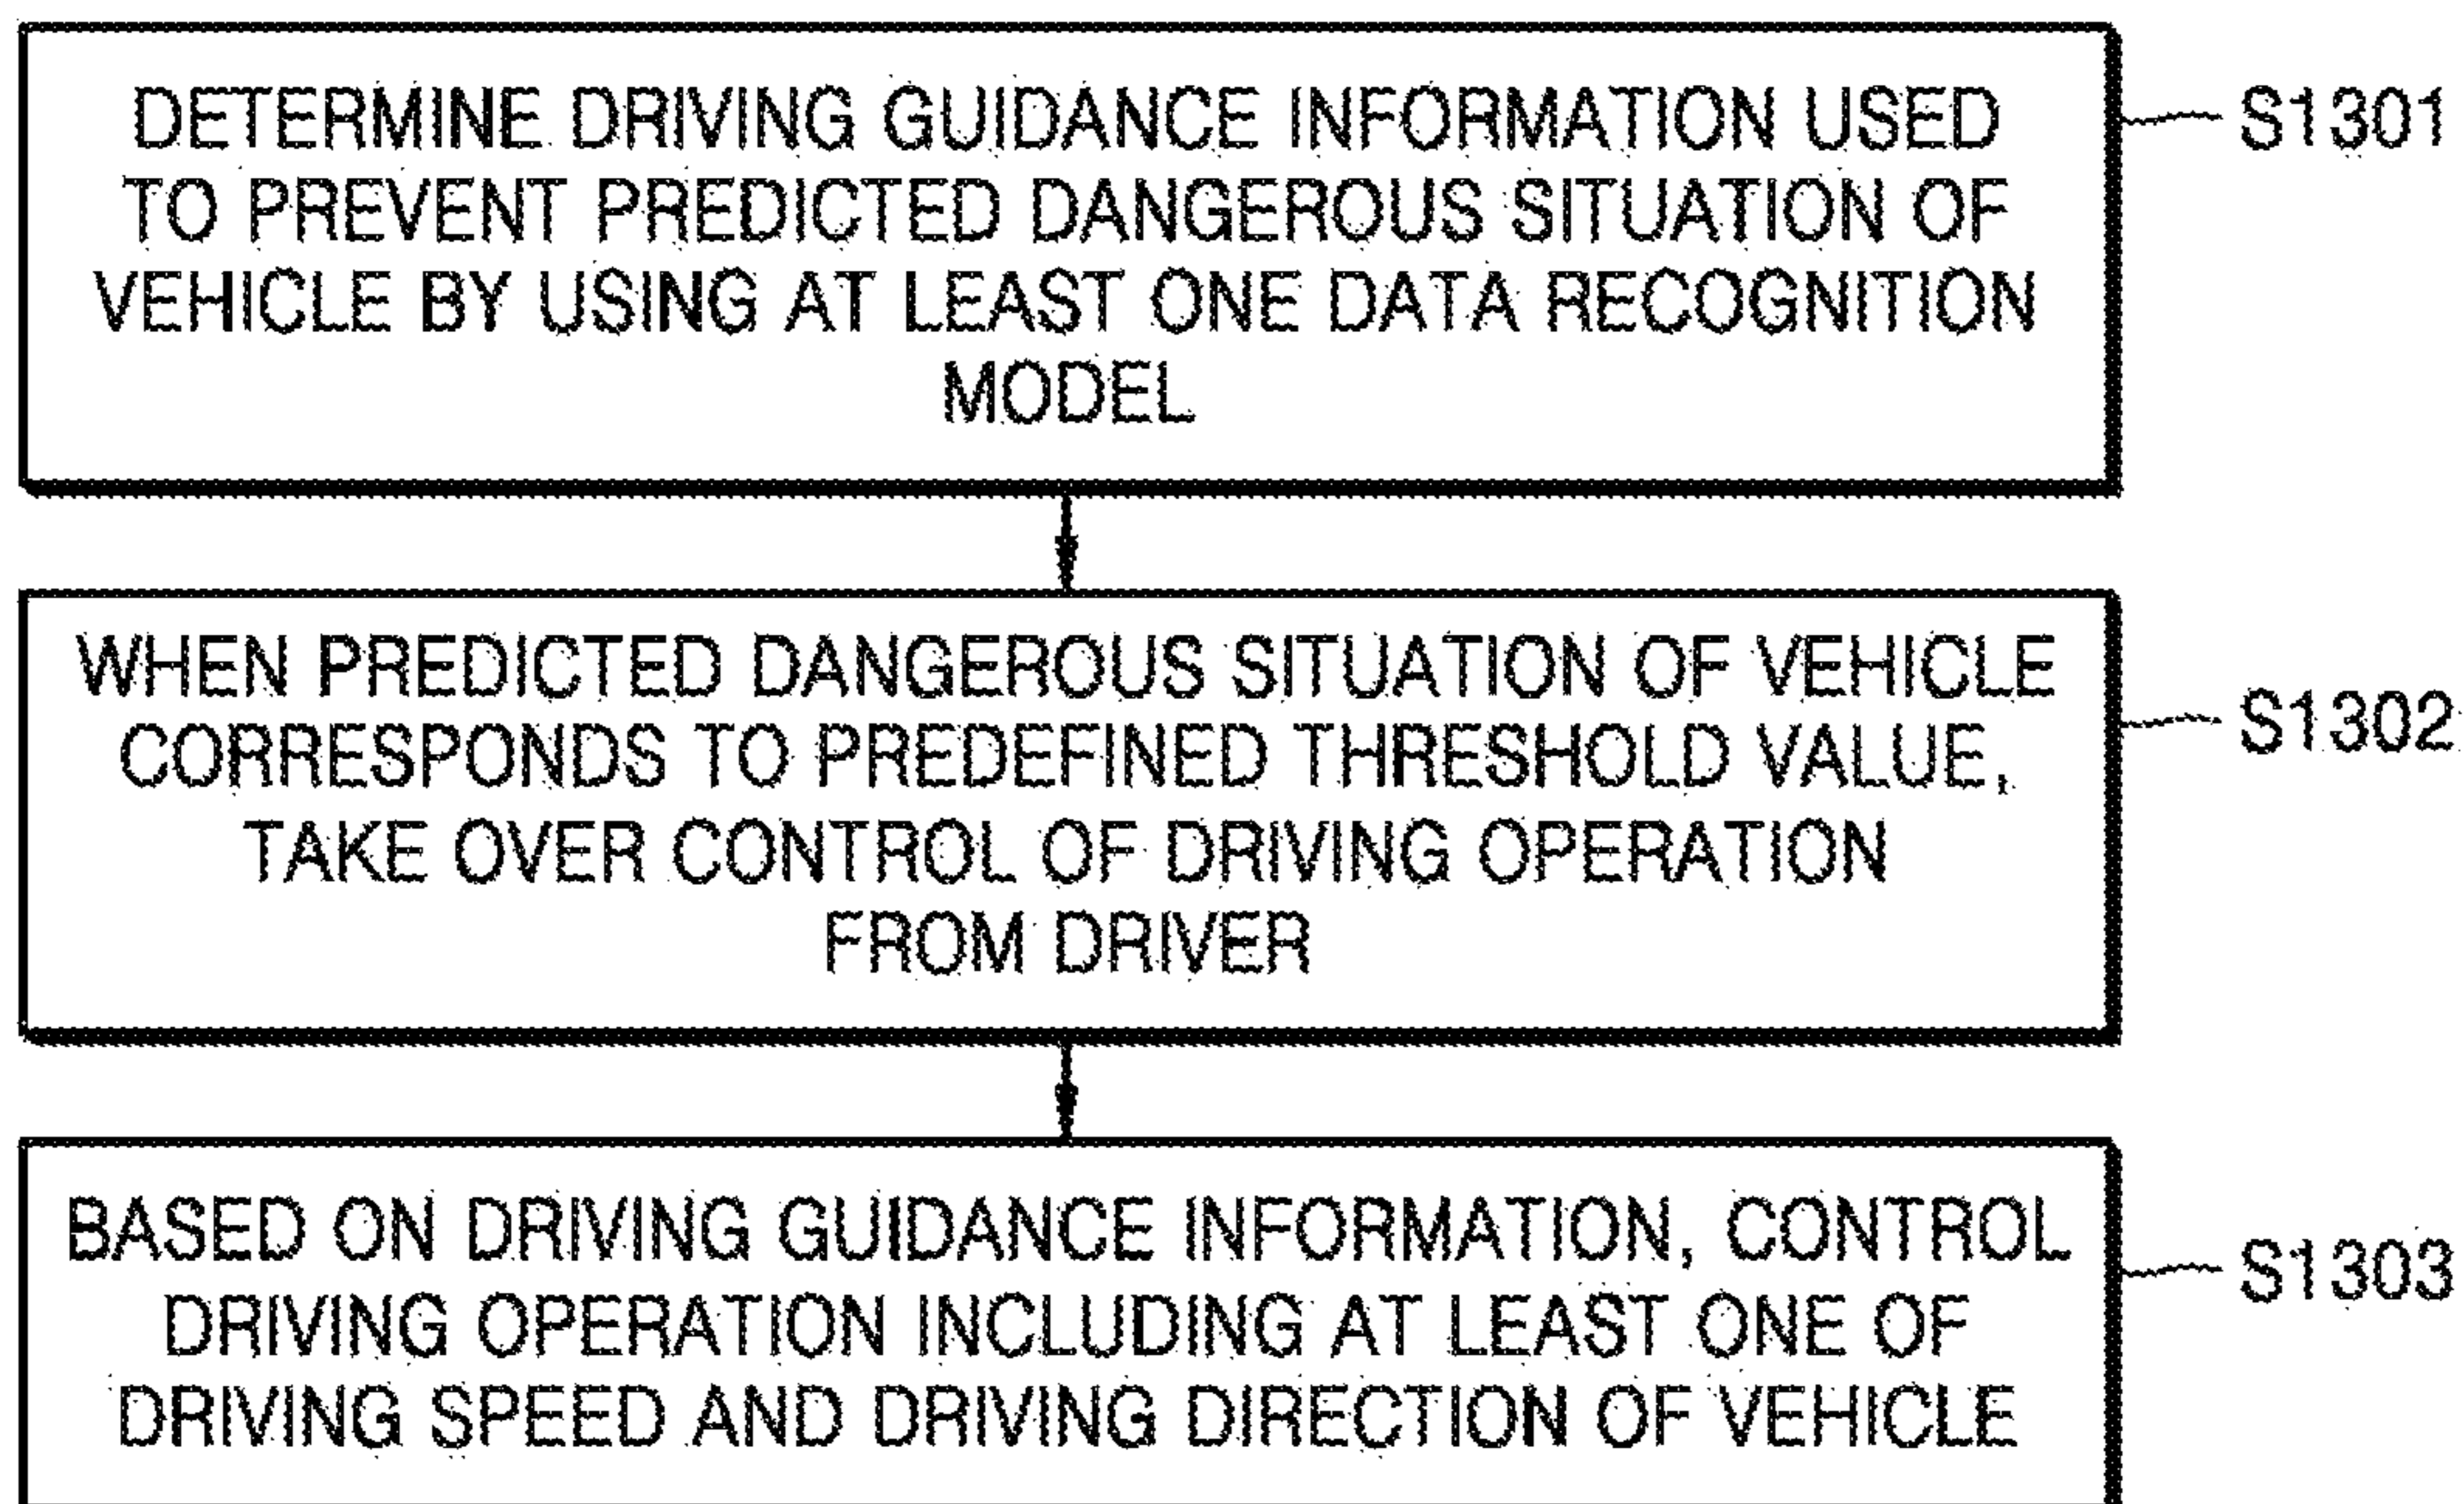 DETERMINE DRIVING GUIDANCE INFORMATION USED
TO PREVENT PREDICTED DANGEROUS SITUATION OF
VEHICLE BY USING AT LEAST ONE DATA RECOGNITION
MODEL
S1301
WHEN PREDICTED DANGEROUS SITUATION OF VEHICLE
CORRESPONDS TO PREDEFINED THRESHOLD VALUE,
TAKE OVER CONTROL OF DRIVING OPERATION
FROM DRIVER
S1302
BASED ON DRIVING GUIDANCE INFORMATION, CONTROL
DRIVING OPERATION INCLUDING AT LEAST ONE OF
DRIVING SPEED AND DRIVING DIRECTION OF VEHICLE
S1303